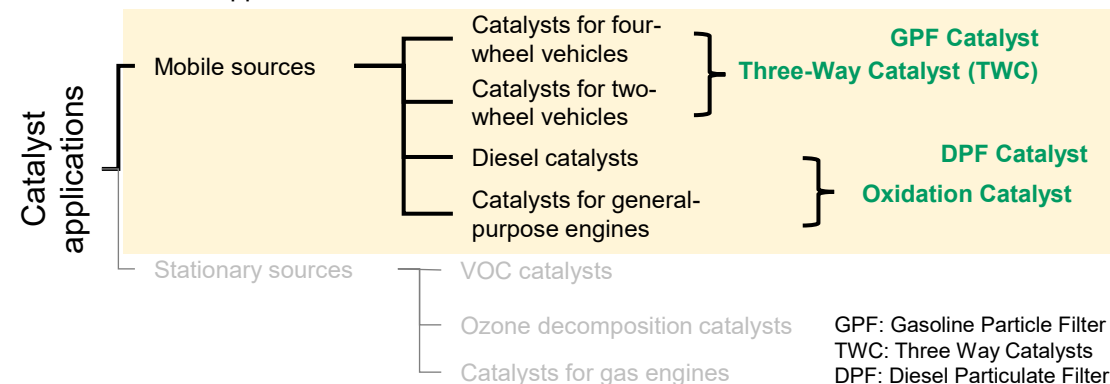 Catalyst
applications
Mobile sources
Catalysts for four-
wheel vehicles
Catalysts for two-
wheel vehicles
Diesel catalysts
Catalysts for general-
purpose engines
GPF Catalyst
Three-Way Catalyst (TWC)
DPF Catalyst
Oxidation Catalyst
Stationary sources
VOC catalysts
Ozone decomposition catalysts
Catalysts for gas engines
GPF: Gasoline Particle Filter
TWC: Three Way Catalysts
DPF: Diesel Particulate Filter